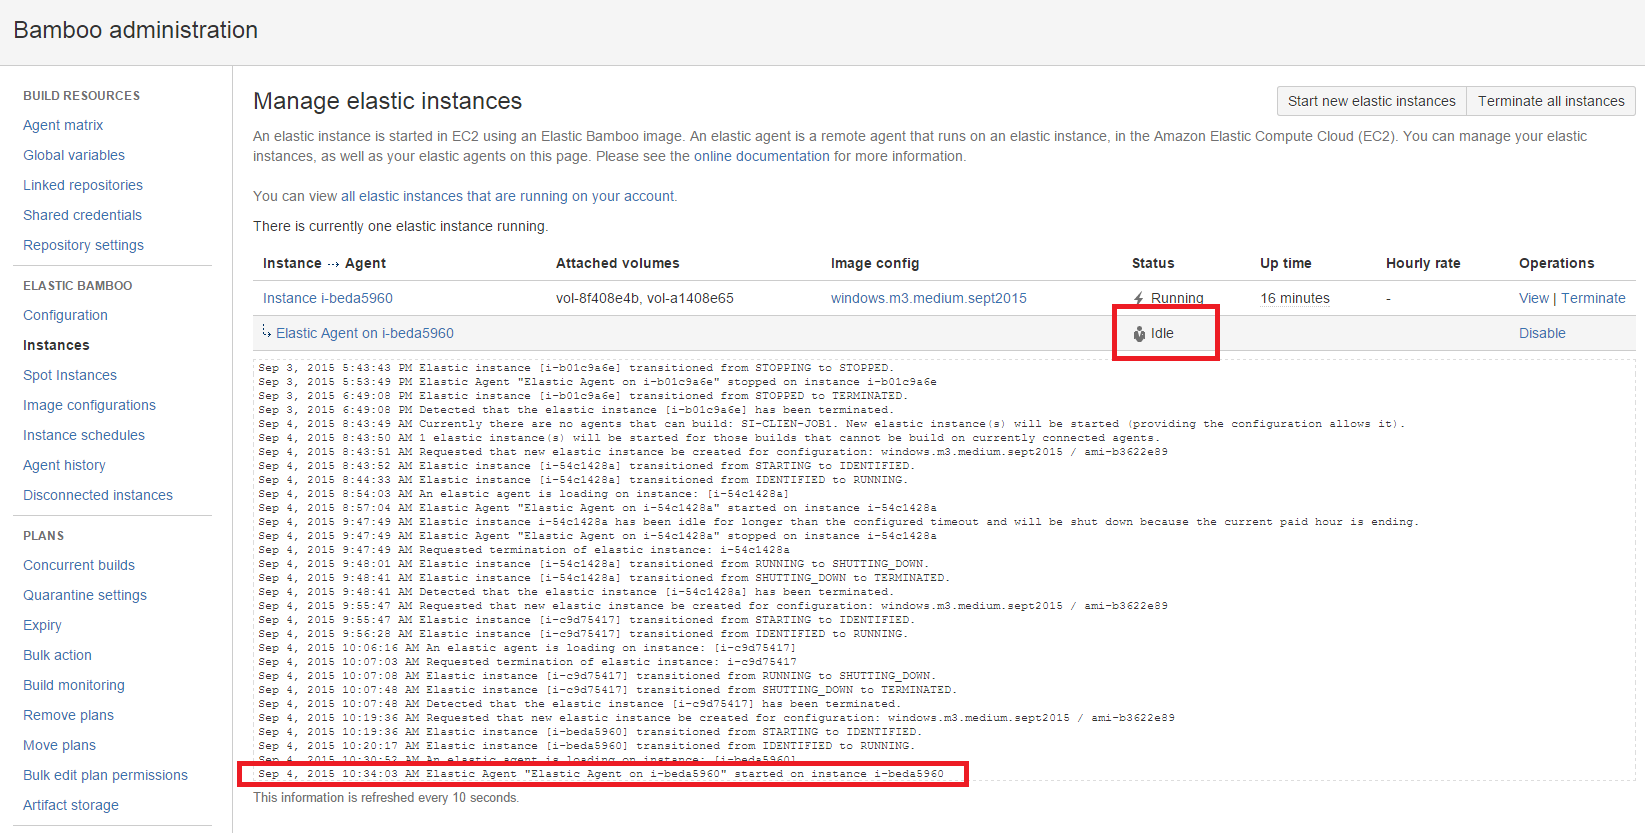 Bamboo administration
BUILD RESOURCES
Agent matrix
Global variables
Linked repositories
Shared credentials
Repository settings
ELASTIC BAMBOO
Configuration
Instances
Spot Instances
Image configurations
Instance schedules
Agent history
Disconnected instances
PLANS
Concurrent builds
Quarantine settings
Expiry
Bulk action
Build monitoring
Remove plans
Move plans
Bulk edit plan permissions
Artifact storage
Manage elastic instances
Start new elastic instances Terminate all instances
An elastic instance is started in EC2 using an Elastic Bamboo image. An elastic agent is a remote agent that runs on an elastic instance, in the Amazon Elastic Compute Cloud (EC2). You can manage your elastic
instances, as well as your elastic agents on this page. Please see the online documentation for more information.
You can view all elastic instances that are running on your account.
There is currently one elastic instance running.
Instance ··→ Agent Attached volumes Image config Status Up time Hourly rate Operations
Instance i-beda5960 vol-8f408e4b, vol-a1408e65 windows.m3.medium.sept2015 Running 16 minutes - View | Terminate
Elastic Agent on i-beda5960 Idle Disable
Sep 3, 2015 5:43:43 PM Elastic instance [i-b01c9a6e] transitioned from STOPPING to STOPPED.
Sep 3, 2015 5:53:49 PM Elastic Agent "Elastic Agent on i-b01c9a6e" stopped on instance i-b01c9a6e
Sep 3, 2015 6:49:08 PM Elastic instance [i-b01c9a6e] transitioned from STOPPED to TERMINATED.
Sep 3, 2015 6:49:08 PM Detected that the elastic instance [i-b01c9a6e] has been terminated.
Sep 4, 2015 8:43:49 AM Currently there are no agents that can build: SI-CLIEN-JOB1. New elastic instance(s) will be started (providing the configuration allows it).
Sep 4, 2015 8:43:50 AM 1 elastic instance(s) will be started for those builds that cannot be build on currently connected agents.
Sep 4, 2015 8:43:51 AM Requested that new elastic instance be created for configuration: windows.m3.medium.sept2015 / ami-b3622e89
Sep 4, 2015 8:43:52 AM Elastic instance [i-54c1428a] transitioned from STARTING to IDENTIFIED.
Sep 4, 2015 8:44:33 AM Elastic instance [i-54c1428a] transitioned from IDENTIFIED to RUNNING.
Sep 4, 2015 8:54:03 AM An elastic agent is loading on instance: [i-54c1428a]
Sep 4, 2015 8:57:04 AM Elastic Agent "Elastic Agent on i-54c1428a" started on instance i-54c1428a
Sep 4, 2015 9:47:49 AM Elastic instance i-54c1428a has been idle for longer than the configured timeout and will be shut down because the current paid hour is ending.
Sep 4, 2015 9:47:49 AM Elastic Agent "Elastic Agent on i-54c1428a" stopped on instance i-54c1428a
Sep 4, 2015 9:47:49 AM Requested termination of elastic instance: i-54c1428a
Sep 4, 2015 9:48:01 AM Elastic instance [i-54c1428a] transitioned from RUNNING to SHUTTING_DOWN.
Sep 4, 2015 9:48:41 AM Elastic instance [i-54c1428a] transitioned from SHUTTING_DOWN to TERMINATED.
Sep 4, 2015 9:48:41 AM Detected that the elastic instance [i-54c1428a] has been terminated.
Sep 4, 2015 9:55:47 AM Requested that new elastic instance be created for configuration: windows.m3.medium.sept2015 / ami-b3622e89
Sep 4, 2015 9:55:47 AM Elastic instance [i-c9d75417] transitioned from STARTING to IDENTIFIED.
Sep 4, 2015 9:56:28 AM Elastic instance [i-c9d75417] transitioned from IDENTIFIED to RUNNING.
Sep 4, 2015 10:06:16 AM An elastic agent is loading on instance: [i-c9d75417]
Sep 4, 2015 10:07:03 AM Requested termination of elastic instance: i-c9d75417
Sep 4, 2015 10:07:08 AM Elastic instance [i-c9d75417] transitioned from RUNNING to SHUTTING_DOWN.
Sep 4, 2015 10:07:48 AM Elastic instance [i-c9d75417] transitioned from SHUTTING_DOWN to TERMINATED.
Sep 4, 2015 10:07:48 AM Detected that the elastic instance [i-c9d75417] has been terminated.
Sep 4, 2015 10:19:36 AM Requested that new elastic instance be created for configuration: windows.m3.medium.sept2015 / ami-b3622e89
Sep 4, 2015 10:19:36 AM Elastic instance [i-beda5960] transitioned from STARTING to IDENTIFIED.
Sep 4, 2015 10:20:17 AM Elastic instance [i-beda5960] transitioned from IDENTIFIED to RUNNING.
Sep 4, 2015 10:30:52 AM An elastic agent is loading on instance: [i-beda5960]
Sep 4, 2015 10:34:03 AM Elastic Agent "Elastic Agent on i-beda5960" started on instance i-beda5960
This information is refreshed every 10 seconds.